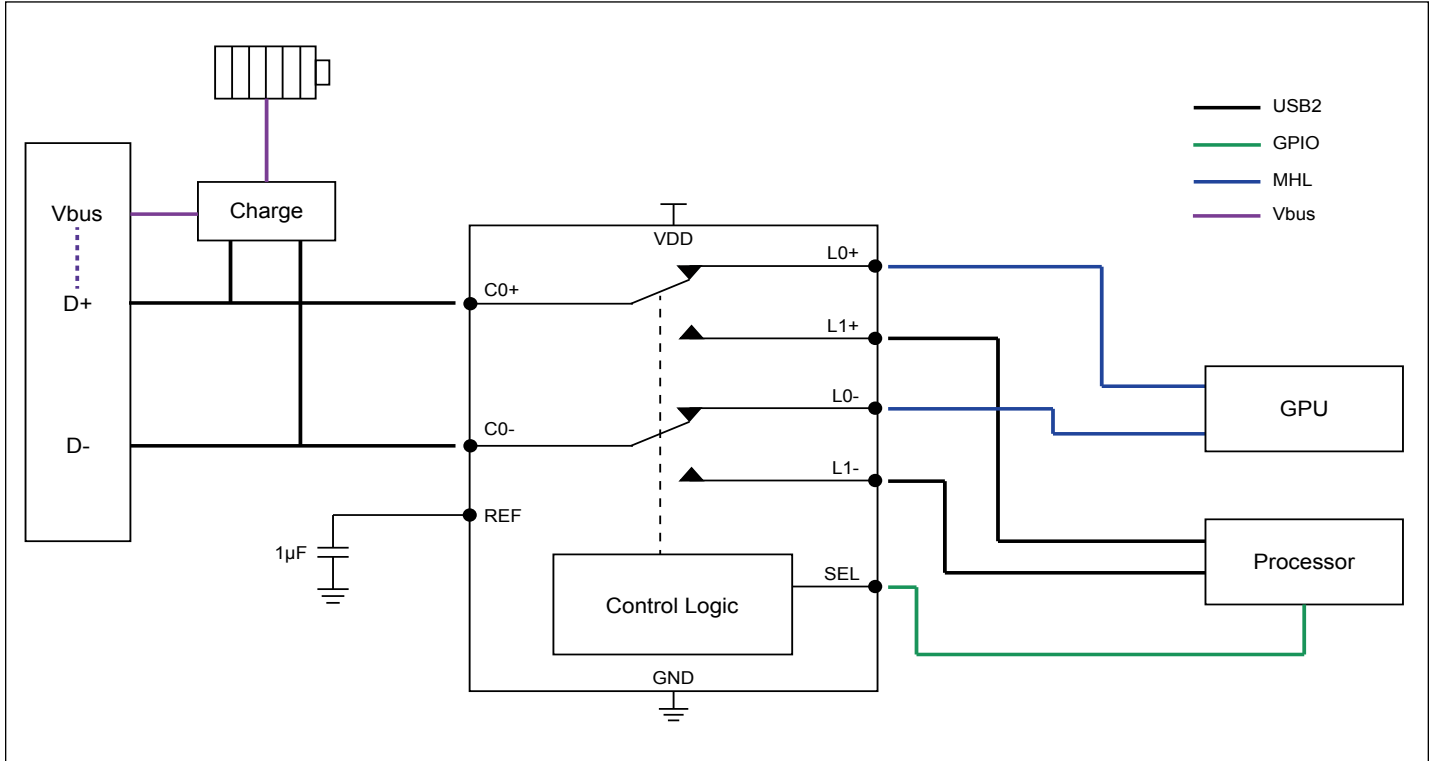 USB2
GPIO
MHL
Vbus
Vbus
D+
D-
Charge
VDD
C0+
C0-
REF
1µF
L0+
L1+
L0-
L1-
SEL
Control Logic
GND
GPU
Processor